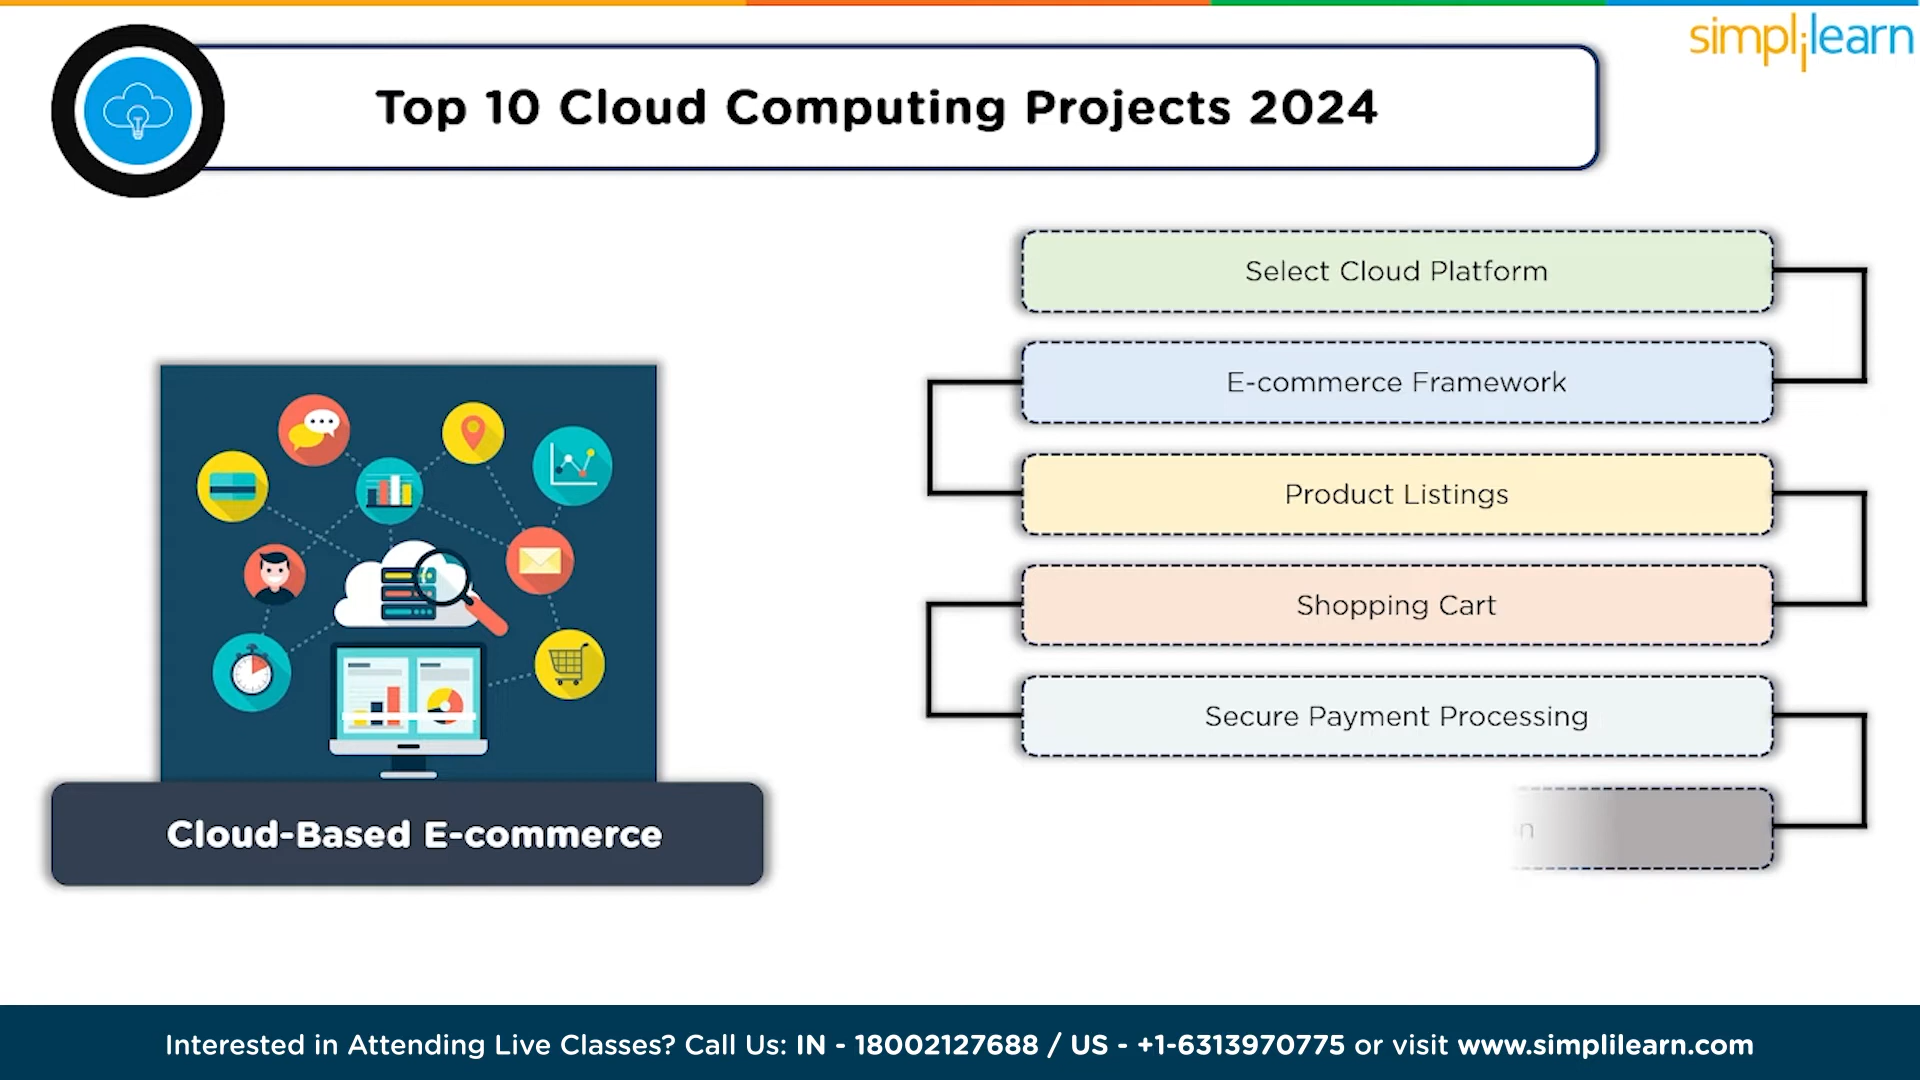 simplilearn
Top 10 Cloud Computing Projects 2024
Select Cloud Platform
E-commerce Framework
Product Listings
Shopping Cart
Secure Payment Processing
n
Cloud-Based E-commerce
Interested in Attending Live Classes? Call Us: IN - 18002127688 / US - +1-6313970775 or visit www.simplilearn.com